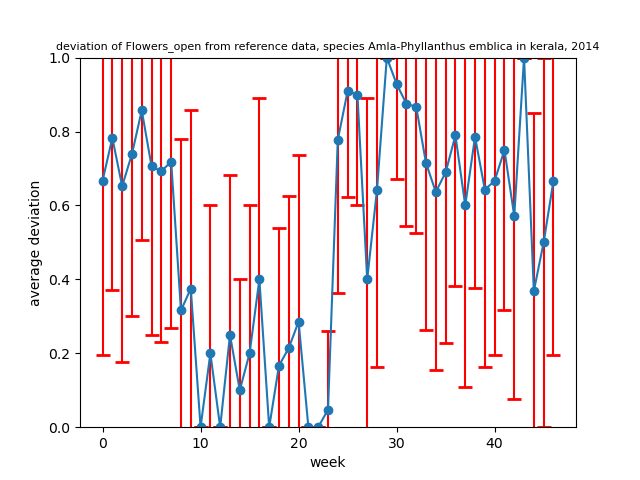 deviation of Flowers_open from reference data, species Amla-Phyllanthus emblica in kerala, 2014
1.0
0.8
0.6
0.4
0.2
0.0
average deviation
0 10 20 30 40
week